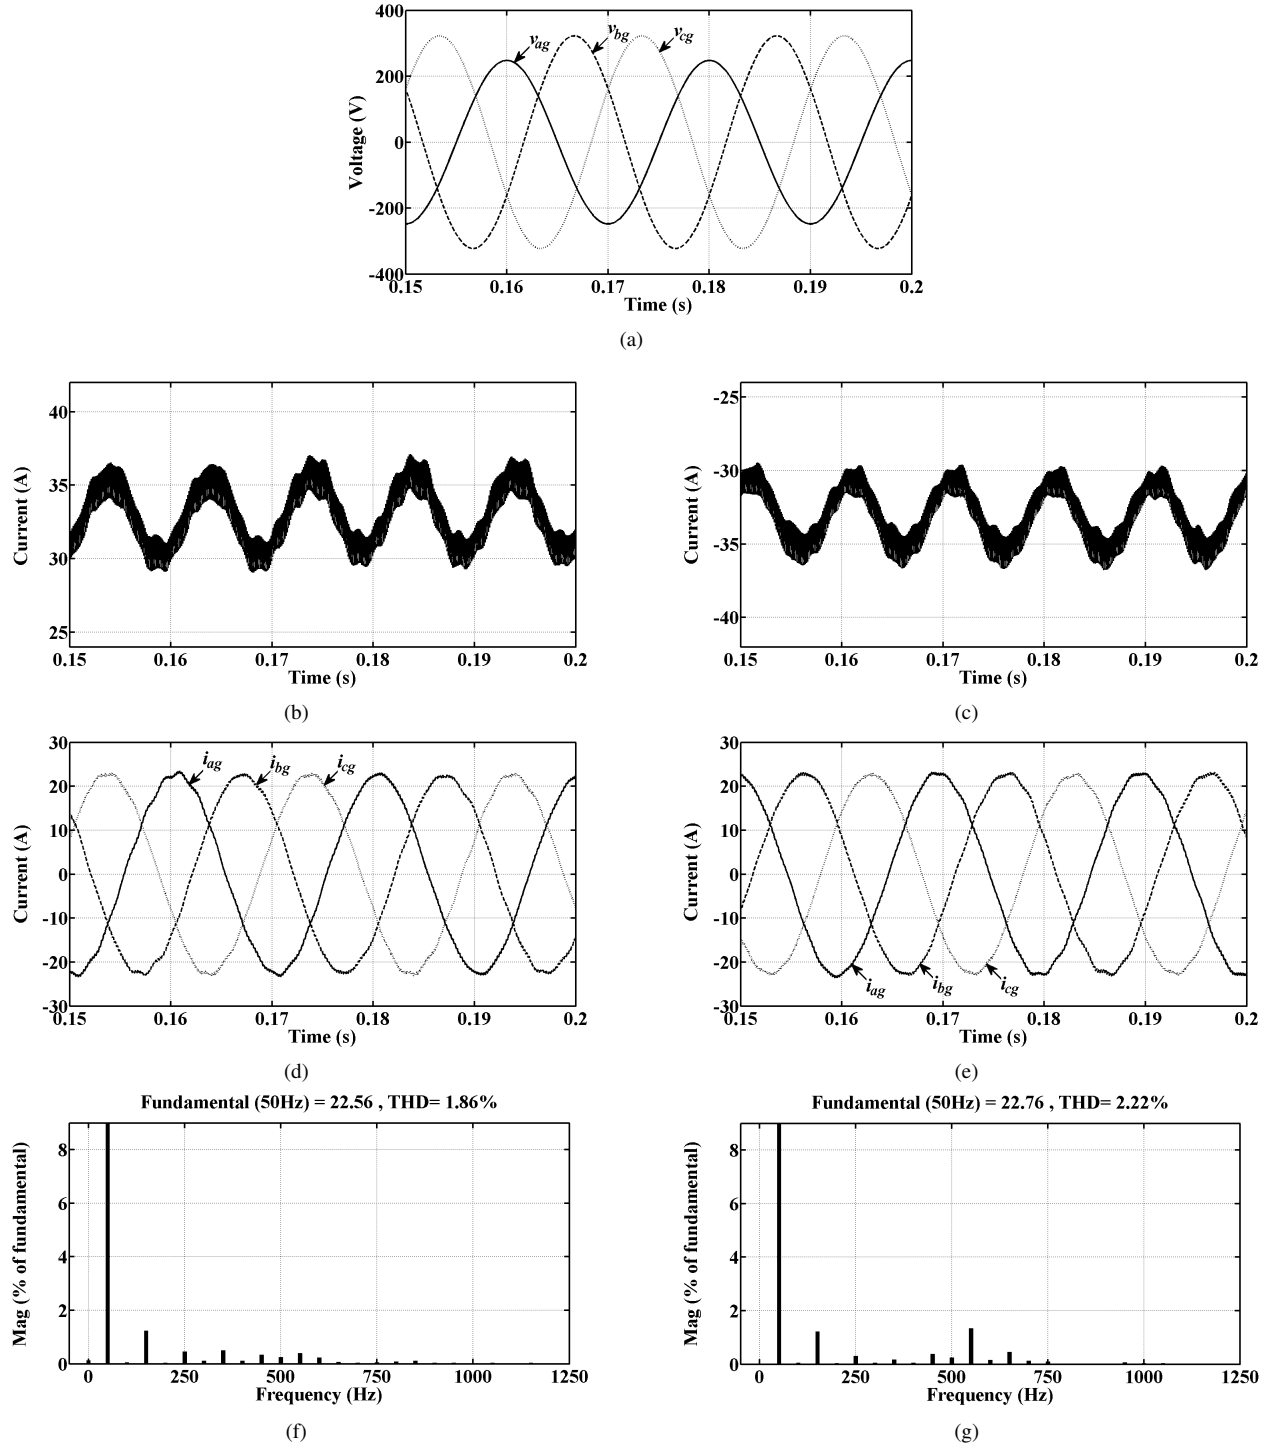 400
200
0
-200
-400
Voltage (V)
v_ag
v_bg
v_cg
0.15 0.16 0.17 0.18 0.19 0.2
Time (s)
(a)
40
35
30
25
Current (A)
0.15 0.16 0.17 0.18 0.19 0.2
Time (s)
(b)
-25
-30
-35
-40
Current (A)
0.15 0.16 0.17 0.18 0.19 0.2
Time (s)
(c)
30
20
10
0
-10
-20
-30
Current (A)
i_ag
i_bg
i_cg
0.15 0.16 0.17 0.18 0.19 0.2
Time (s)
(d)
30
20
10
0
-10
-20
-30
Current (A)
i_ag
i_bg
i_cg
0.15 0.16 0.17 0.18 0.19 0.2
Time (s)
(e)
Fundamental (50Hz) = 22.56 , THD= 1.86%
8
6
4
2
0
Mag (% of fundamental)
0 250 500 750 1000 1250
Frequency (Hz)
(f)
Fundamental (50Hz) = 22.76 , THD= 2.22%
8
6
4
2
0
Mag (% of fundamental)
0 250 500 750 1000 1250
Frequency (Hz)
(g)